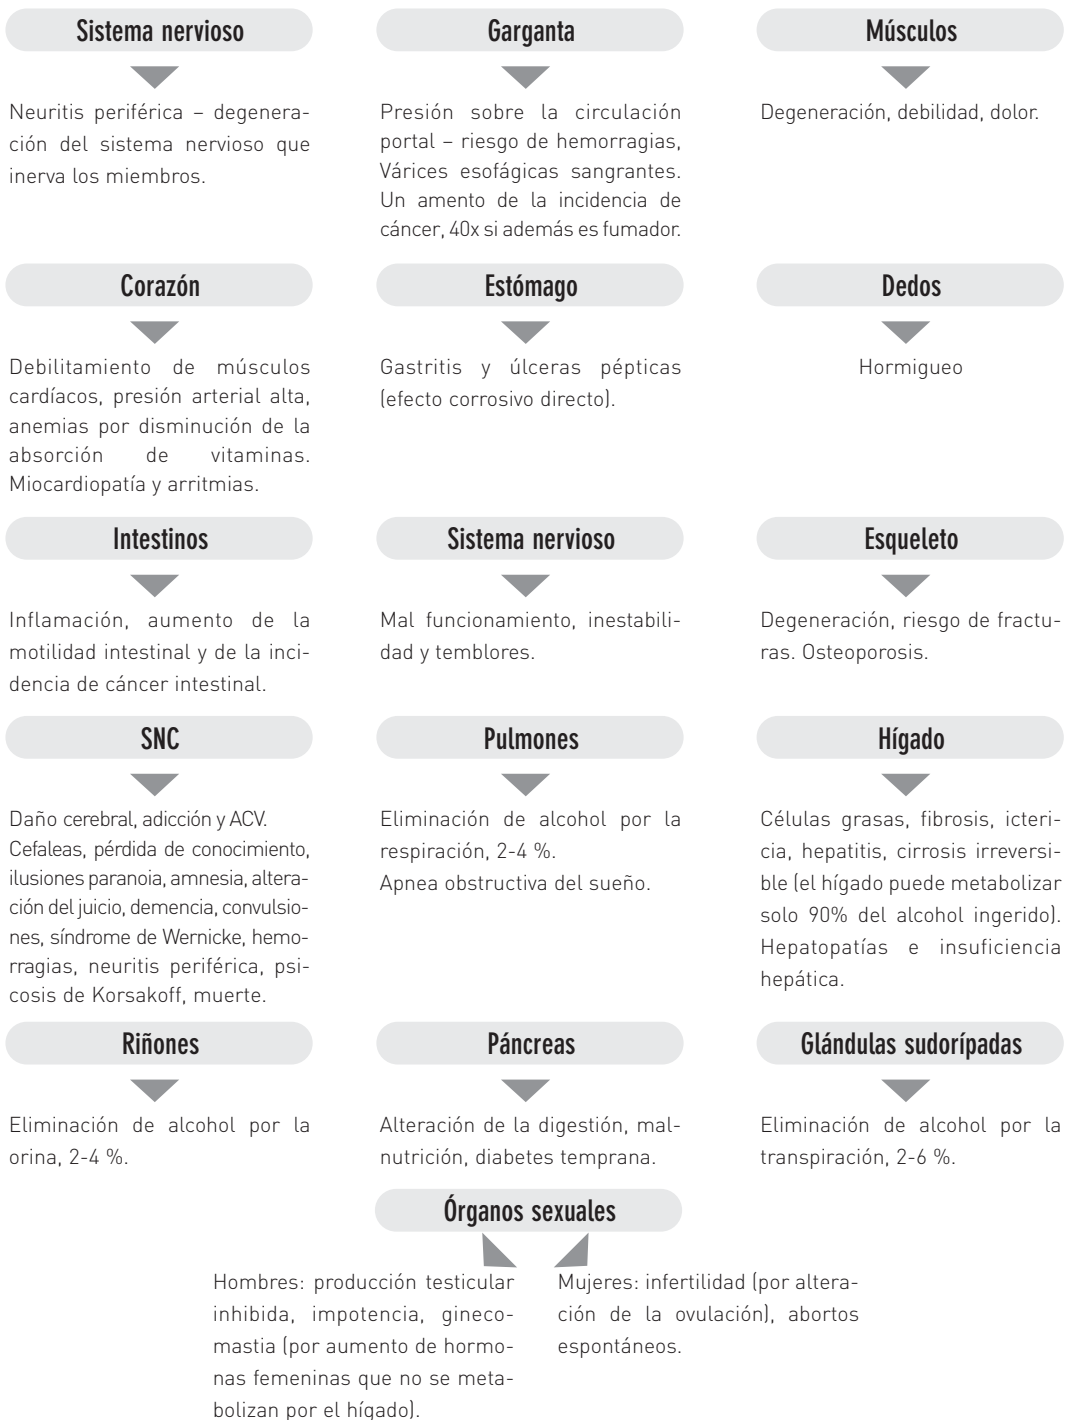 Sistema nervioso
Neuritis periférica – degenera-
ción del sistema nervioso que
inerva los miembros.
Garganta
Presión sobre la circulación
portal – riesgo de hemorragias,
Várices esofágicas sangrantes.
Un amento de la incidencia de
cáncer, 40x si además es fumador.
Músculos
Degeneración, debilidad, dolor.
Corazón
Debilitamiento de músculos
cardíacos, presión arterial alta,
anemias por disminución de la
absorción de vitaminas.
Miocardiopatía y arritmias.
Estómago
Gastritis y úlceras pépticas
(efecto corrosivo directo).
Dedos
Hormigueo
Intestinos
Inflamación, aumento de la
motilidad intestinal y de la inci-
dencia de cáncer intestinal.
Sistema nervioso
Mal funcionamiento, inestabili-
dad y temblores.
Esqueleto
Degeneración, riesgo de fractu-
ras. Osteoporosis.
SNC
Daño cerebral, adicción y ACV.
Cefaleas, pérdida de conocimiento,
ilusiones paranoia, amnesia, altera-
ción del juicio, demencia, convulsio-
nes, síndrome de Wernicke, hemo-
rragias, neuritis periférica, psi-
cosis de Korsakoff, muerte.
Pulmones
Eliminación de alcohol por la
respiración, 2-4 %.
Apnea obstructiva del sueño.
Hígado
Células grasas, fibrosis, icteri-
cia, hepatitis, cirrosis irreversi-
ble (el hígado puede metabolizar
solo 90% del alcohol ingerido).
Hepatopatías e insuficiencia
hepática.
Riñones
Eliminación de alcohol por la
orina, 2-4 %.
Páncreas
Alteración de la digestión, mal-
nutrición, diabetes temprana.
Glándulas sudorípadas
Eliminación de alcohol por la
transpiración, 2-6 %.
Órganos sexuales
Hombres: producción testicular
inhibida, impotencia, gineco-
mastia (por aumento de hormo-
nas femeninas que no se meta-
bolizan por el hígado).
Mujeres: infertilidad (por altera-
ción de la ovulación), abortos
espontáneos.